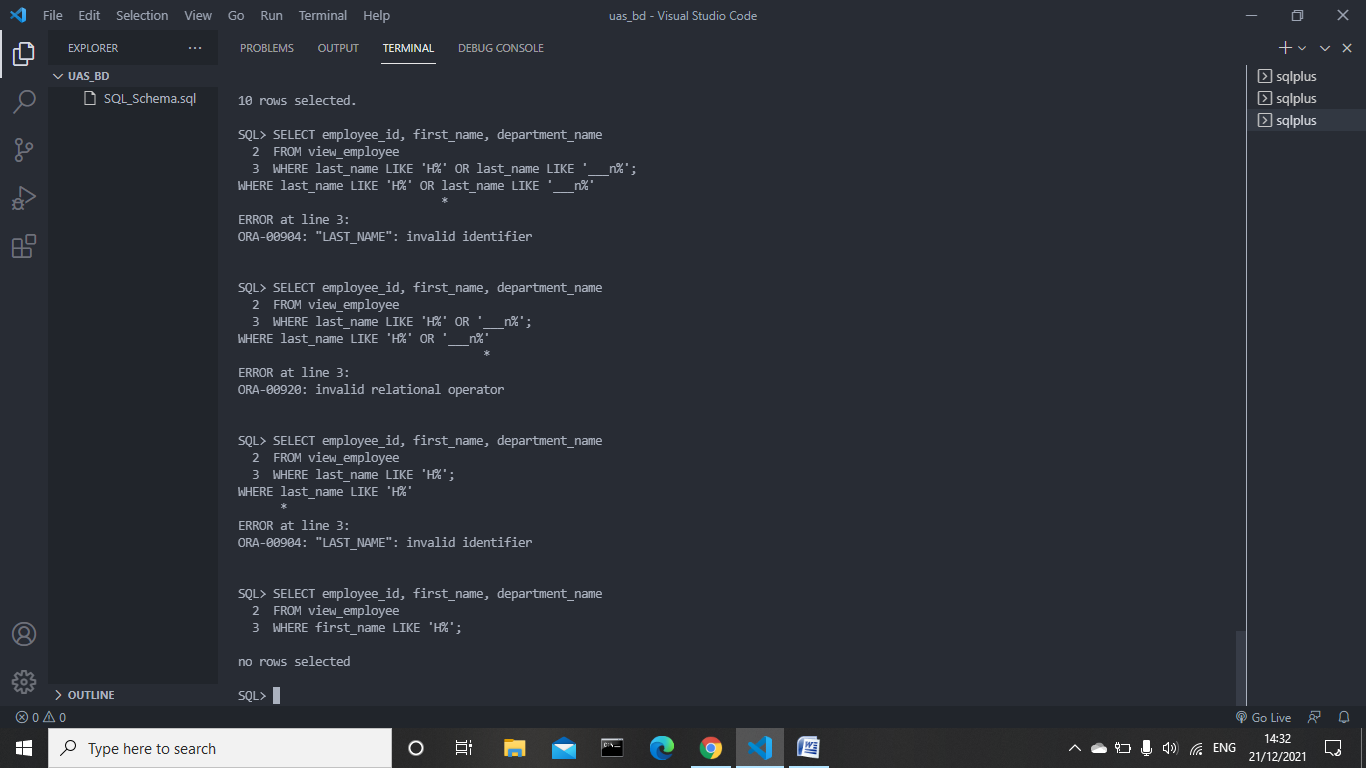 File Edit Selection View Go Run Terminal Help
uas_bd - Visual Studio Code
EXPLORER
UAS_BD
SQL_Schema.sql
OUTLINE
PROBLEMS OUTPUT TERMINAL DEBUG CONSOLE
10 rows selected.
SQL> SELECT employee_id, first_name, department_name
2 FROM view_employee
3 WHERE last_name LIKE 'H%' OR last_name LIKE '___n%';
WHERE last_name LIKE 'H%' OR last_name LIKE '___n%'
*
ERROR at line 3:
ORA-00904: "LAST_NAME": invalid identifier
SQL> SELECT employee_id, first_name, department_name
2 FROM view_employee
3 WHERE last_name LIKE 'H%' OR '___n%';
WHERE last_name LIKE 'H%' OR '___n%'
*
ERROR at line 3:
ORA-00920: invalid relational operator
SQL> SELECT employee_id, first_name, department_name
2 FROM view_employee
3 WHERE last_name LIKE 'H%';
WHERE last_name LIKE 'H%'
*
ERROR at line 3:
ORA-00904: "LAST_NAME": invalid identifier
SQL> SELECT employee_id, first_name, department_name
2 FROM view_employee
3 WHERE first_name LIKE 'H%';
no rows selected
SQL>
sqlplus
sqlplus
sqlplus
0 0
Go Live
Type here to search
ENG
14:32
21/12/2021